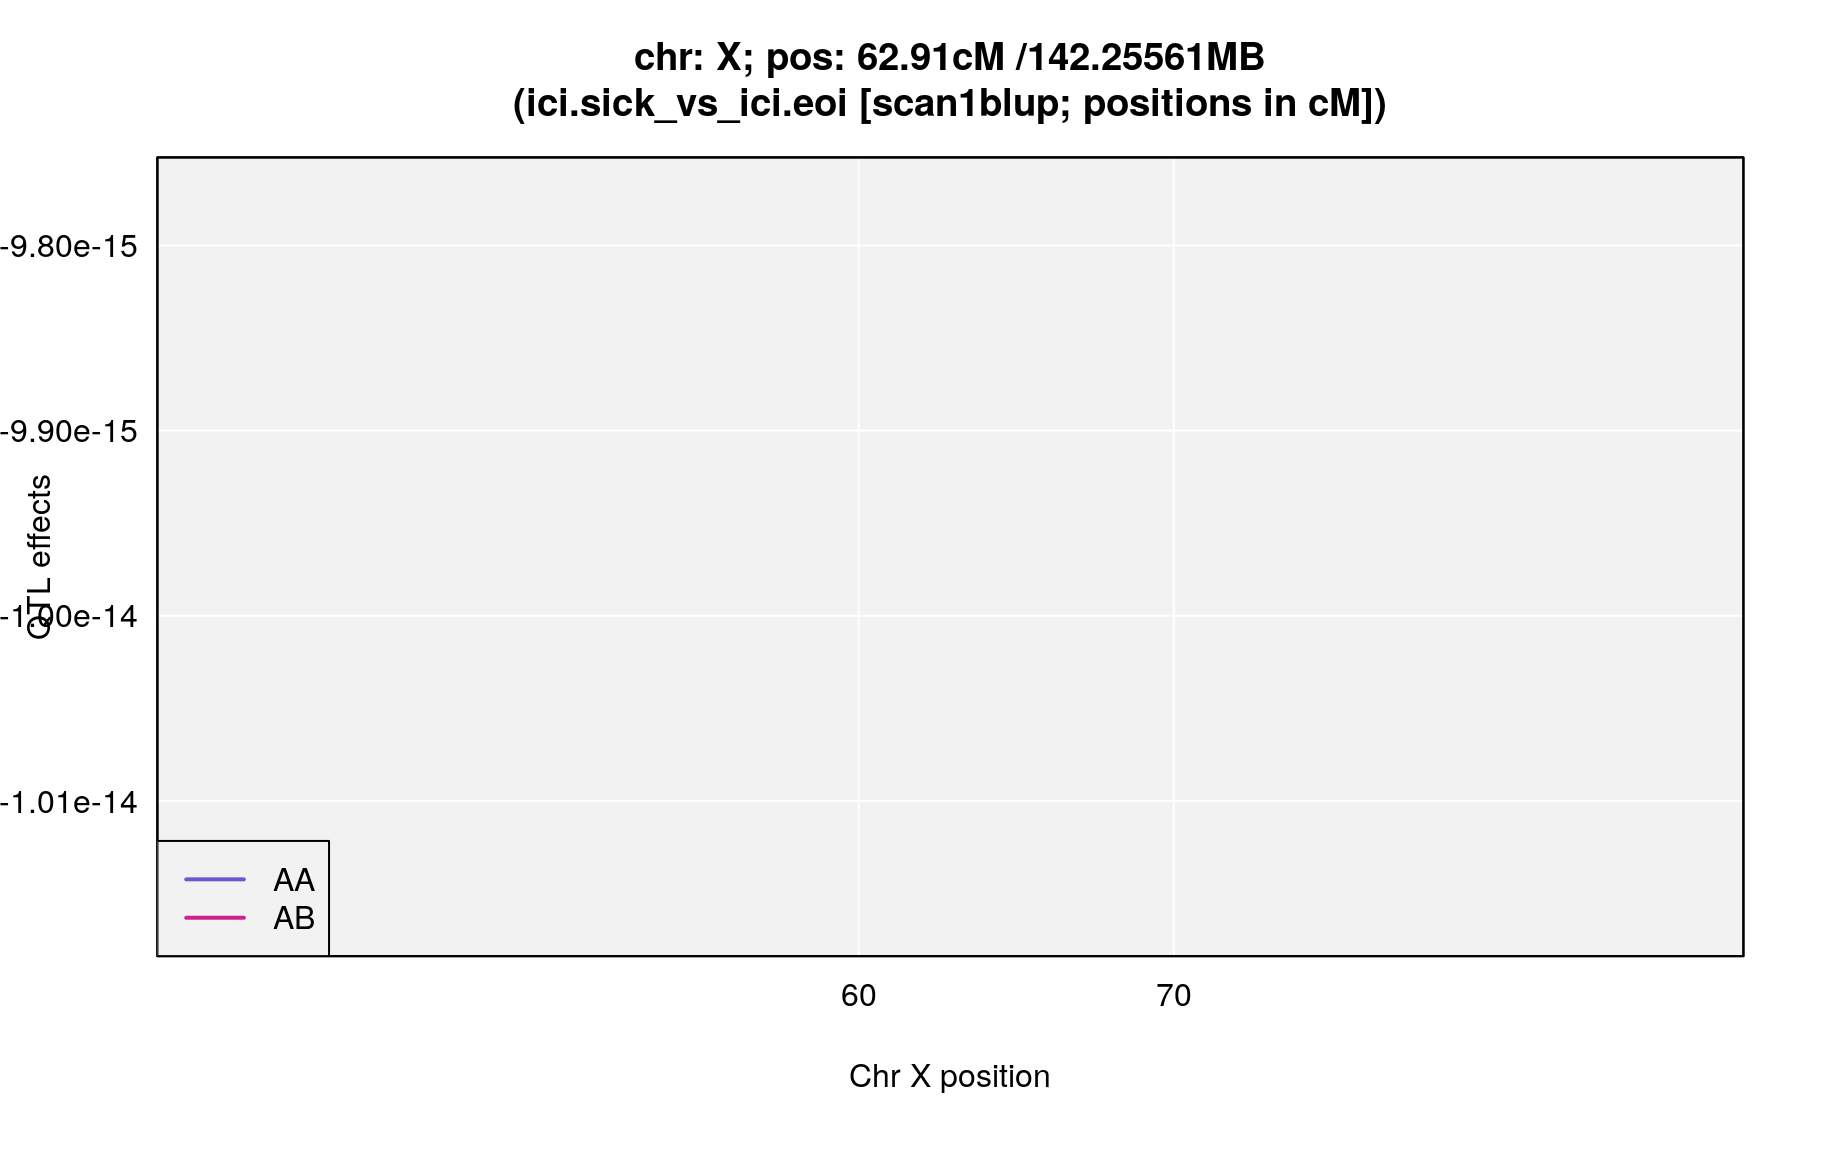 chr: X; pos: 62.91cM /142.25561MB
(ici.sick_vs_ici.eoi [scan1blup; positions in cM])
-9.80e-15
-9.90e-15
QTL effects
-1.00e-14
-1.01e-14
AA
AB
60 70
Chr X position